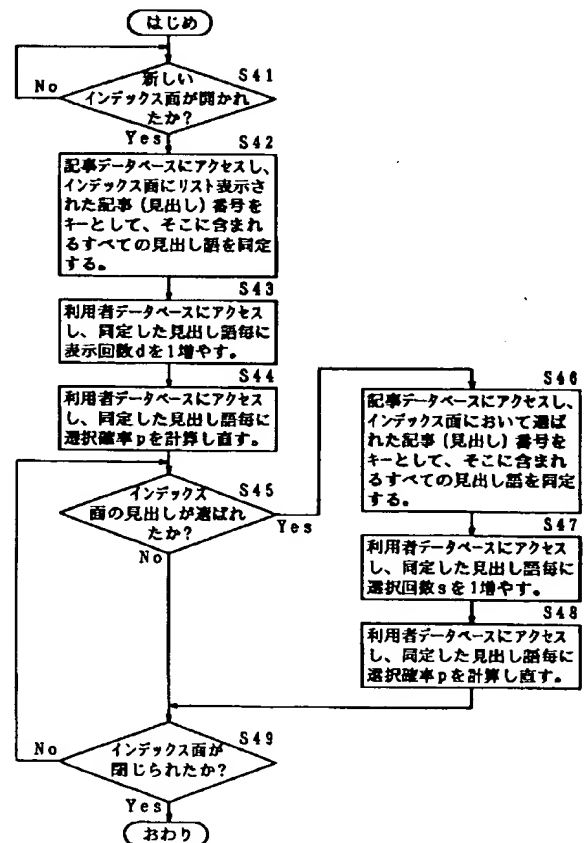 はじめ
No
S41
新しい
インデックス面が開かれ
たか?
Yes
S42
記事データベースにアクセスし、
インデックス面にリスト表示さ
れた記事(見出し)番号を
キーとして、そこに含まれ
るすべての見出し語を同定
する。
S43
利用者データベースにアクセス
し、同定した見出し語毎に
表示回数dを1増やす。
S44
利用者データベースにアクセス
し、同定した見出し語毎に
選択確率pを計算し直す。
S45
インデックス
面の見出しが選ばれ
たか?
Yes
No
S46
記事データベースにアクセスし、
インデックス面において選ば
れた記事(見出し)番号を
キーとして、そこに含まれ
るすべての見出し語を同定
する。
S47
利用者データベースにアクセス
し、同定した見出し語毎に
選択回数sを1増やす。
S48
利用者データベースにアクセス
し、同定した見出し語毎に
選択確率pを計算し直す。
No
S49
インデックス面が
閉じられたか?
Yes
おわり